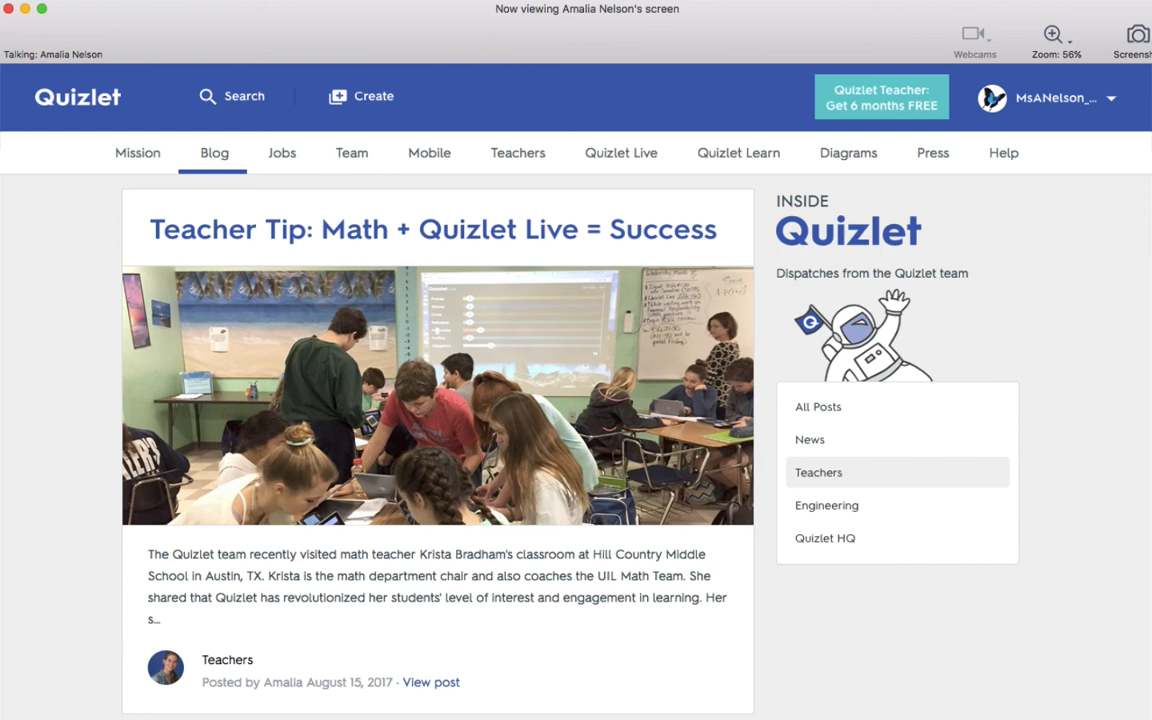 Now viewing Amalia Nelson's screen
Talking: Amalia Nelson
Webcams
Zoom: 56%
Screensh
Quizlet
Search
Create
Quizlet Teacher:
Get 6 months FREE
MsANelson_...
Mission
Blog
Jobs
Team
Mobile
Teachers
Quizlet Live
Quizlet Learn
Diagrams
Press
Help
Teacher Tip: Math + Quizlet Live = Success
The Quizlet team recently visited math teacher Krista Bradham's classroom at Hill Country Middle
School in Austin, TX. Krista is the math department chair and also coaches the UIL Math Team. She
shared that Quizlet has revolutionized her students' level of interest and engagement in learning. Her
s...
Teachers
Posted by Amalia August 15, 2017 · View post
INSIDE
Quizlet
Dispatches from the Quizlet team
Q
All Posts
News
Teachers
Engineering
Quizlet HQ